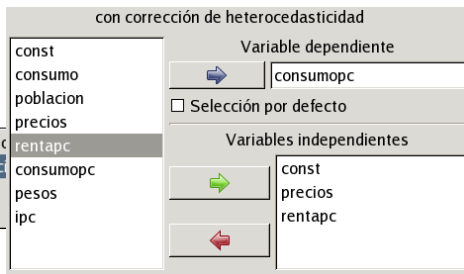 con corrección de heterocedasticidad
const
consumo
poblacion
precios
rentapc
consumopc
pesos
ipc
Variable dependiente
consumopc
Selección por defecto
Variables independientes
const
precios
rentapc